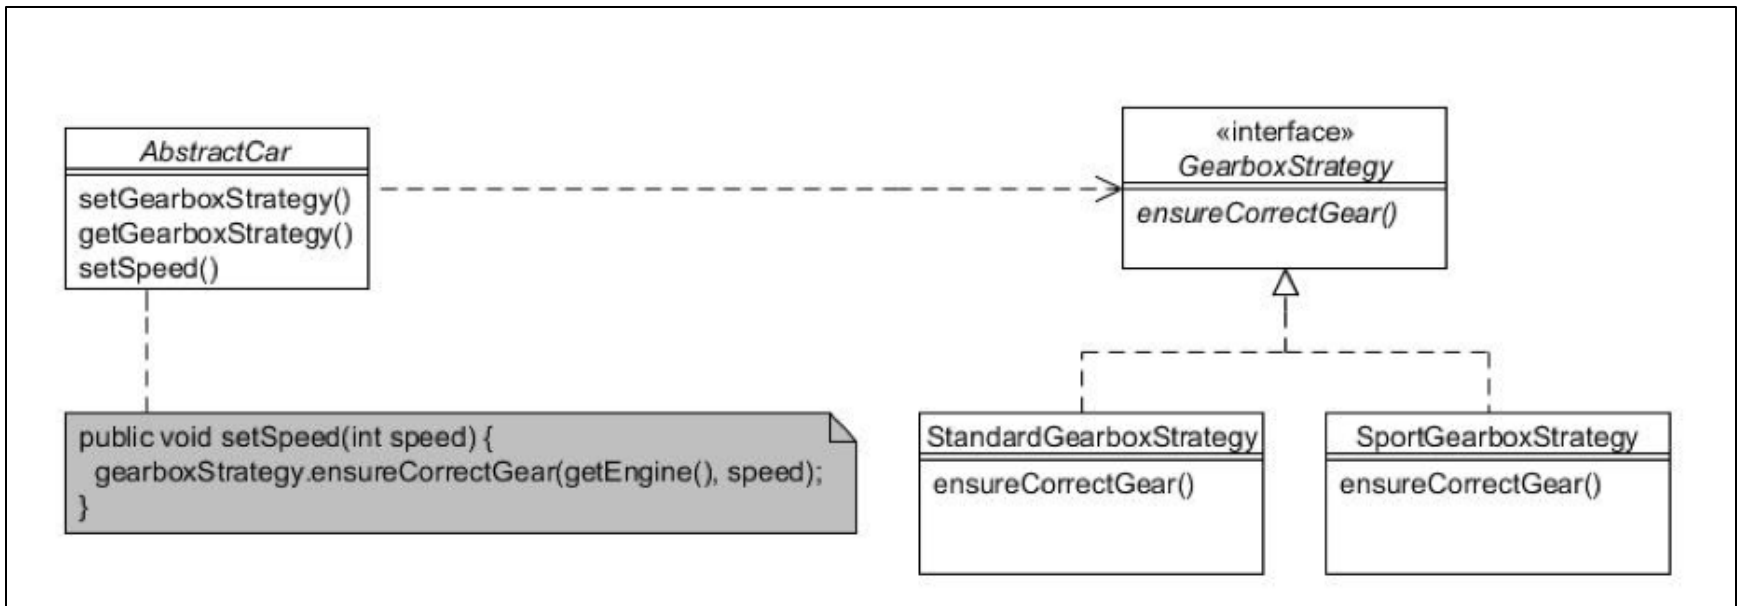 AbstractCar
setGearboxStrategy()
getGearboxStrategy()
setSpeed()
«interface»
GearboxStrategy
ensureCorrectGear()
public void setSpeed(int speed) {
gearboxStrategy.ensureCorrectGear(getEngine(), speed);
}
StandardGearboxStrategy
ensureCorrectGear()
SportGearboxStrategy
ensureCorrectGear()